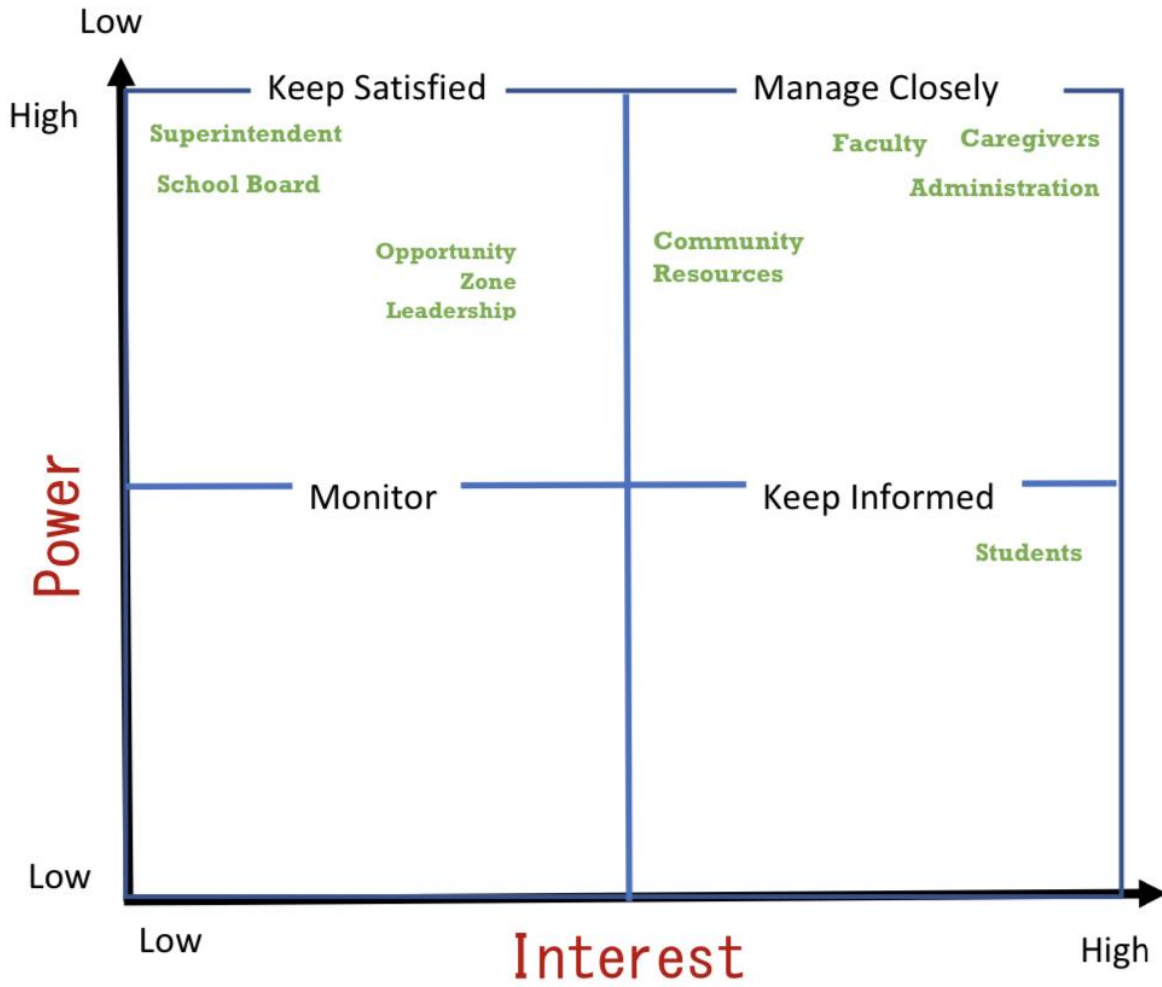 Low
High
Keep Satisfied
Manage Closely
Superintendent
School Board
Opportunity
Zone
Leadership
Faculty
Caregivers
Administration
Community
Resources
Power
Monitor
Keep Informed
Students
Low
Low
Interest
High